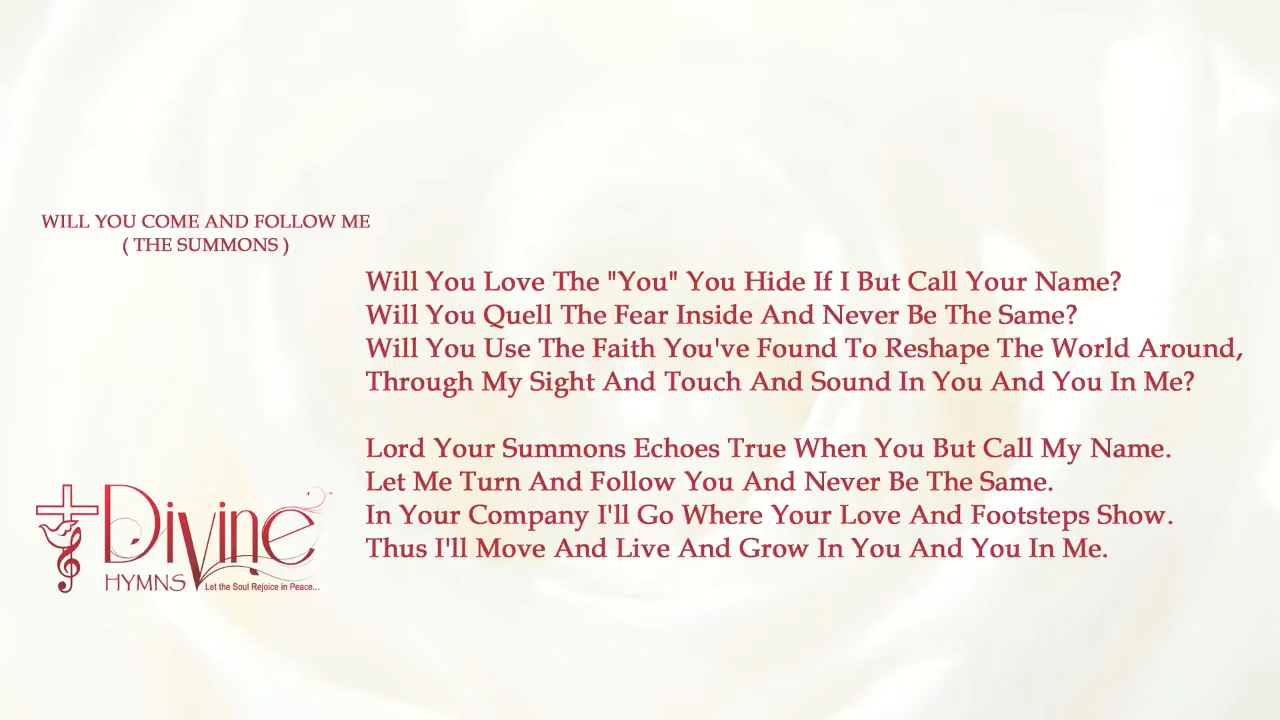 WILL YOU COME AND FOLLOW ME
( THE SUMMONS )
Will You Love The "You" You Hide If I But Call Your Name?
Will You Quell The Fear Inside And Never Be The Same?
Will You Use The Faith You've Found To Reshape The World Around,
Through My Sight And Touch And Sound In You And You In Me?
Lord Your Summons Echoes True When You But Call My Name.
Let Me Turn And Follow You And Never Be The Same.
In Your Company I'll Go Where Your Love And Footsteps Show.
Thus I'll Move And Live And Grow In You And You In Me.
Divine
HYMNS
Let the Soul Rejoice in Peace...